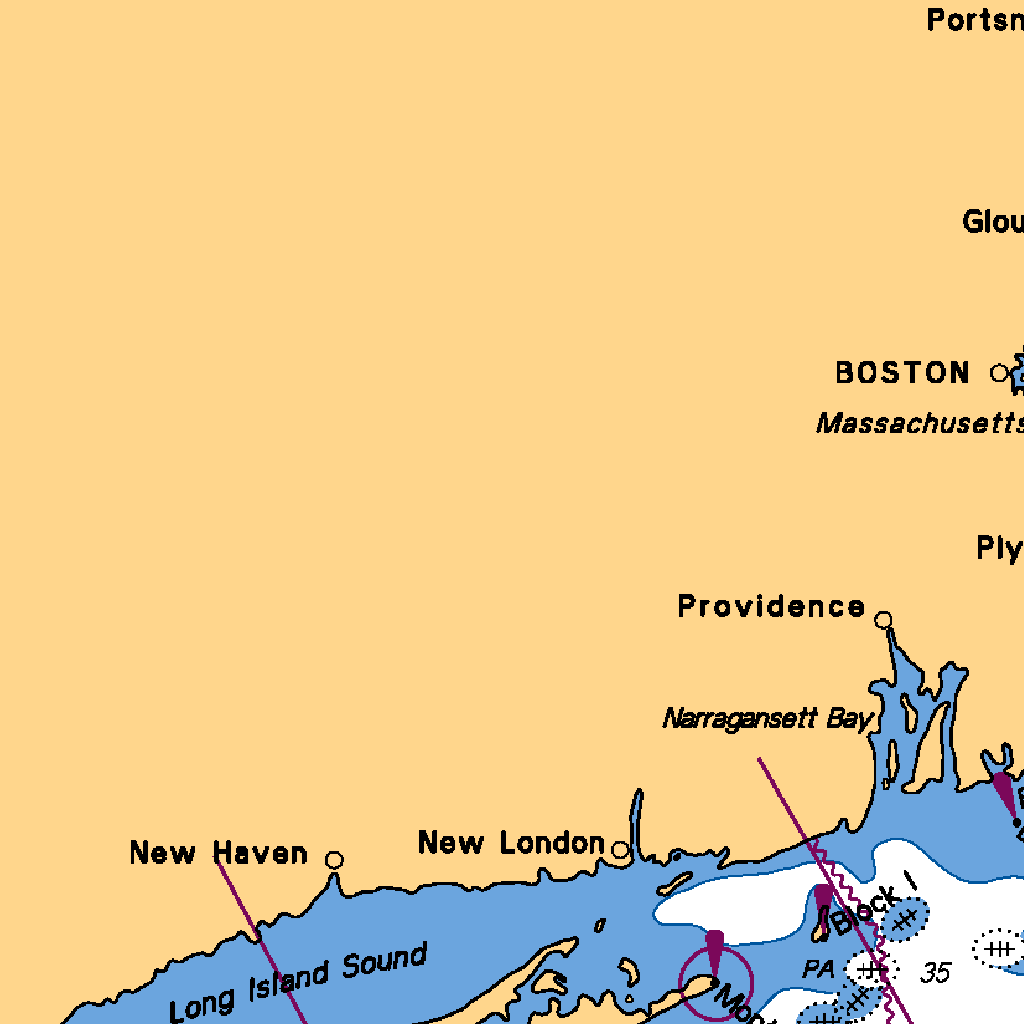 Portsm
Glou
BOSTON
Massachusetts
Ply
Providence
Narragansett Bay
New London
New Haven
Block I
Long Island Sound
PA
35
Mont